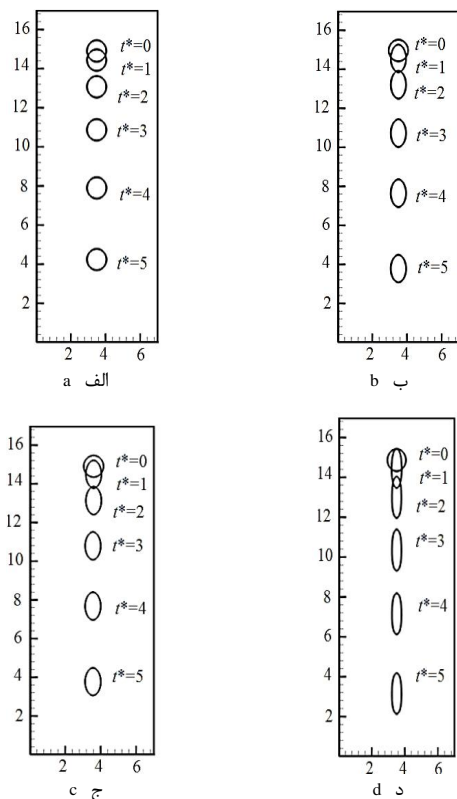 16
14
12
10
8
6
4
2
2 4 6
t*=0
t*=1
t*=2
t*=3
t*=4
t*=5
a الف
16
14
12
10
8
6
4
2
2 4 6
t*=0
t*=1
t*=2
t*=3
t*=4
t*=5
b ب
16
14
12
10
8
6
4
2
2 4 6
t*=0
t*=1
t*=2
t*=3
t*=4
t*=5
c ج
16
14
12
10
8
6
4
2
2 4 6
t*=0
t*=1
t*=2
t*=3
t*=4
t*=5
d د